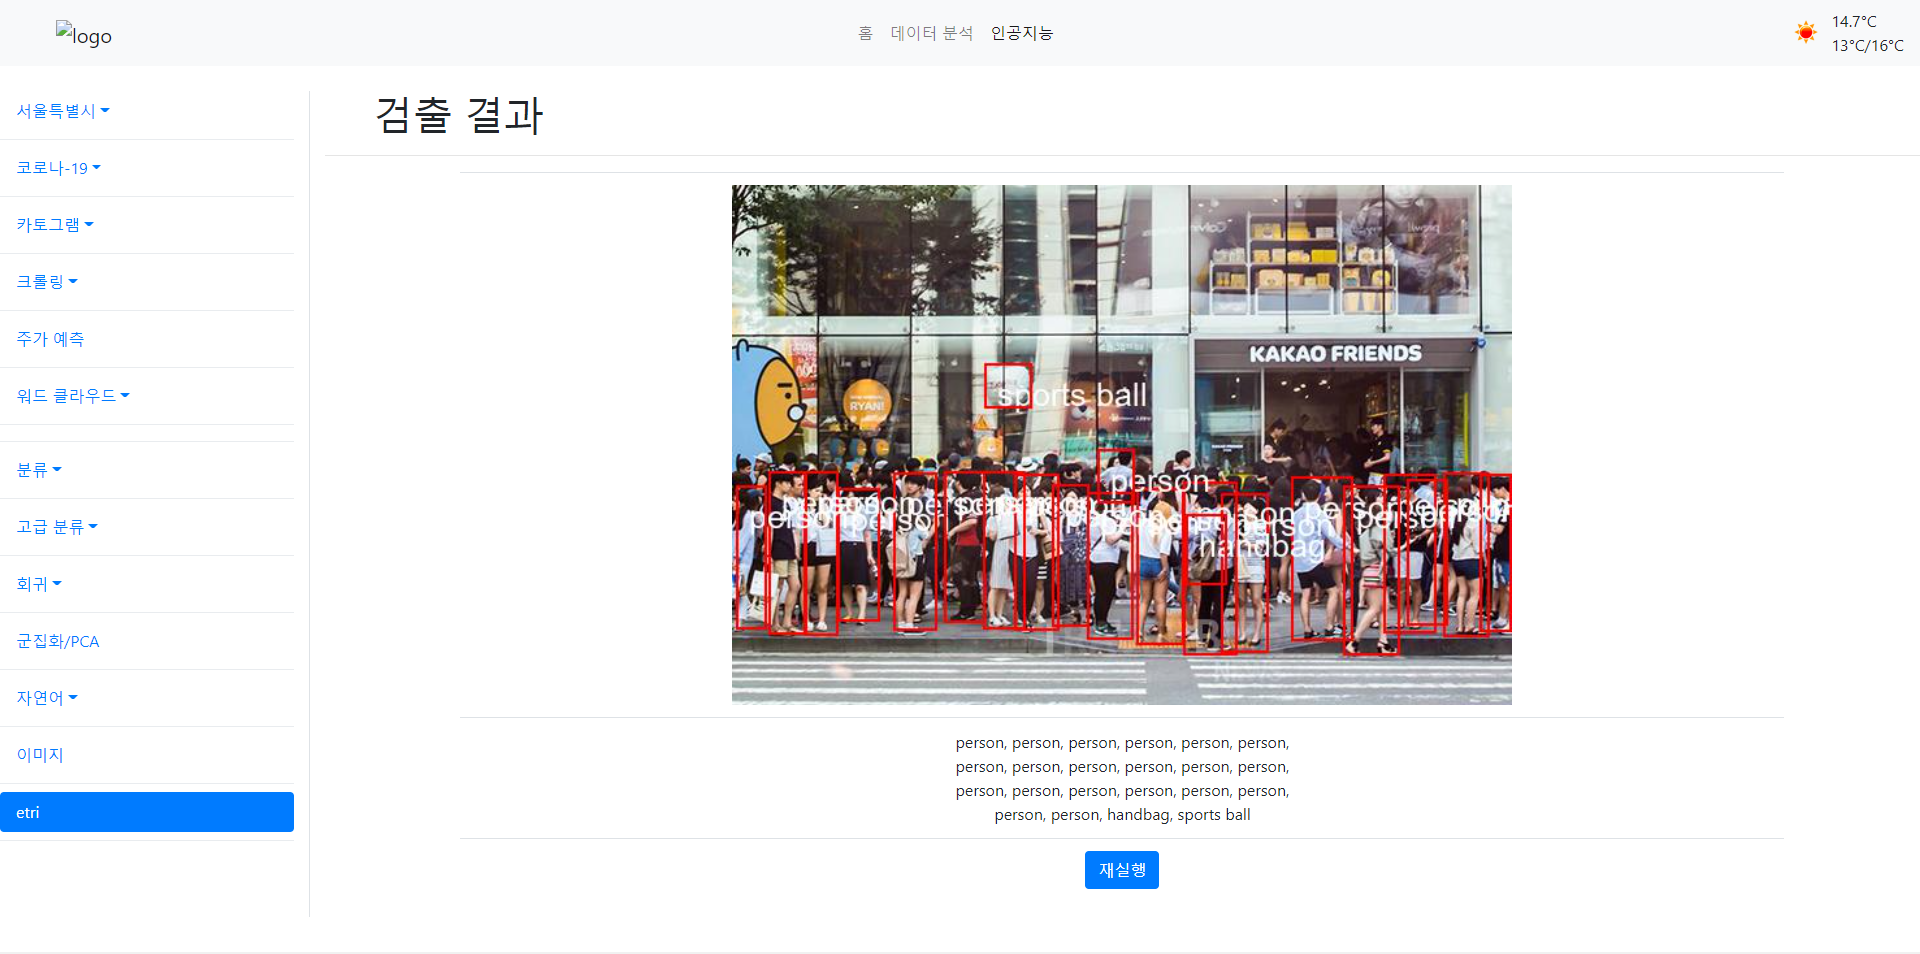 logo
홈 데이터 분석 인공지능
14.7°C
13°C/16°C
서울특별시
코로나-19
카토그램
크롤링
주가 예측
워드 클라우드
분류
고급 분류
회귀
군집화/PCA
자연어
이미지
etri
검출 결과
KAKAO FRIENDS
RYAN!
sports ball
person
person
person
person
handbag
person, person, person, person, person, person,
person, person, person, person, person, person,
person, person, person, person, person, person,
person, person, handbag, sports ball
재실행